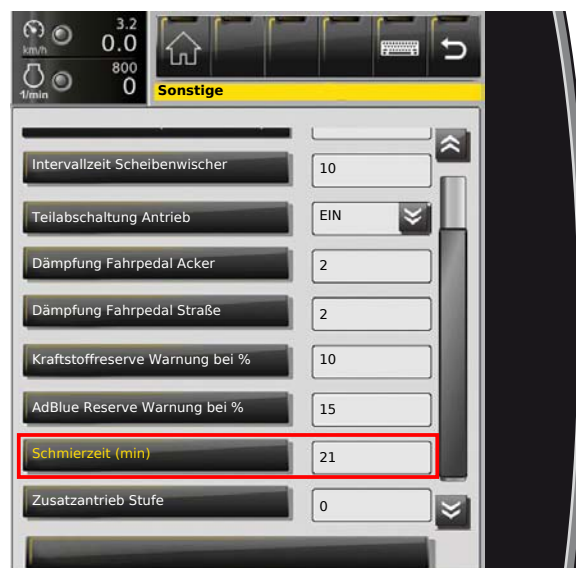 3.2
km/h 0.0
800
1/min 0
Sonstige
Intervallzeit Scheibenwischer 10
Teilabschaltung Antrieb EIN
Dämpfung Fahrpedal Acker 2
Dämpfung Fahrpedal Straße 2
Kraftstoffreserve Warnung bei % 10
AdBlue Reserve Warnung bei % 15
Schmierzeit (min) 21
Zusatzantrieb Stufe 0